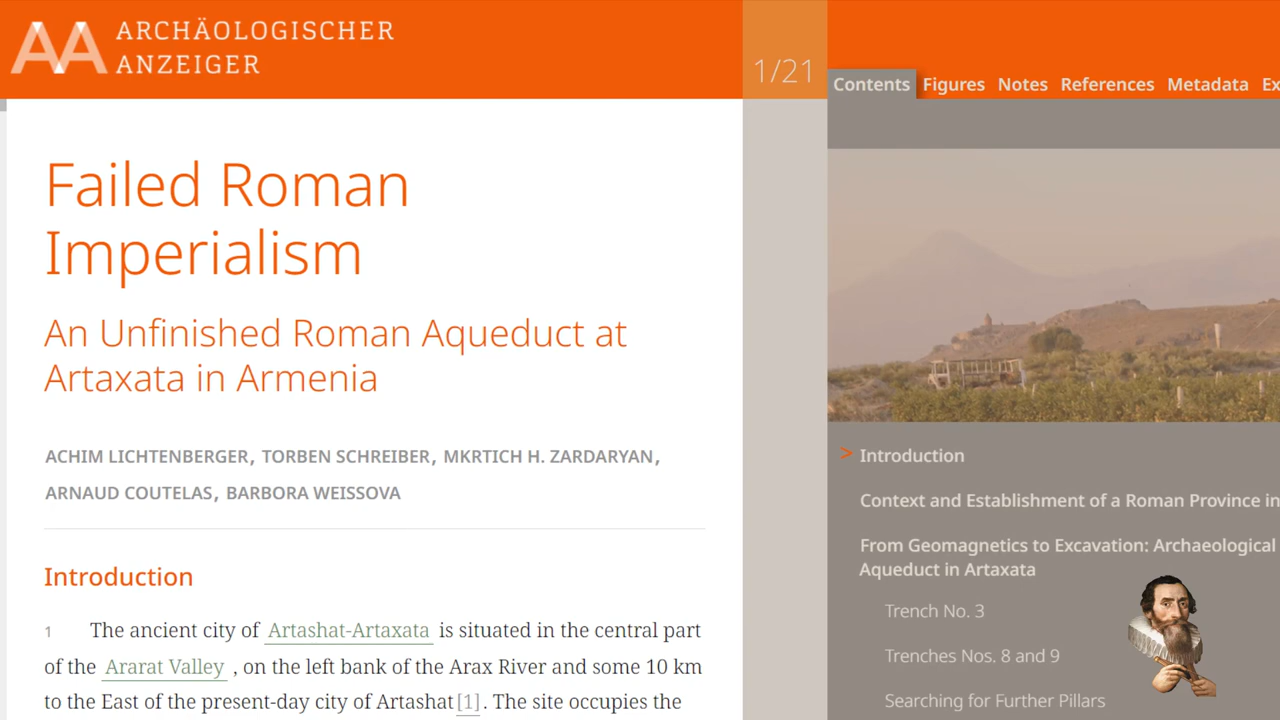 ARCHÄOLOGISCHER
ANZEIGER
1/21
Contents Figures Notes References Metadata Ex
Failed Roman
Imperialism
An Unfinished Roman Aqueduct at
Artaxata in Armenia
ACHIM LICHTENBERGER, TORBEN SCHREIBER, MKRTICH H. ZARDARYAN,
ARNAUD COUTELAS, BARBORA WEISSOVA
Introduction
1 The ancient city of Artashat-Artaxata is situated in the central part
of the Ararat Valley , on the left bank of the Arax River and some 10 km
to the East of the present-day city of Artashat[1]. The site occupies the
> Introduction
Context and Establishment of a Roman Province in
From Geomagnetics to Excavation: Archaeological
Aqueduct in Artaxata
Trench No. 3
Trenches Nos. 8 and 9
Searching for Further Pillars